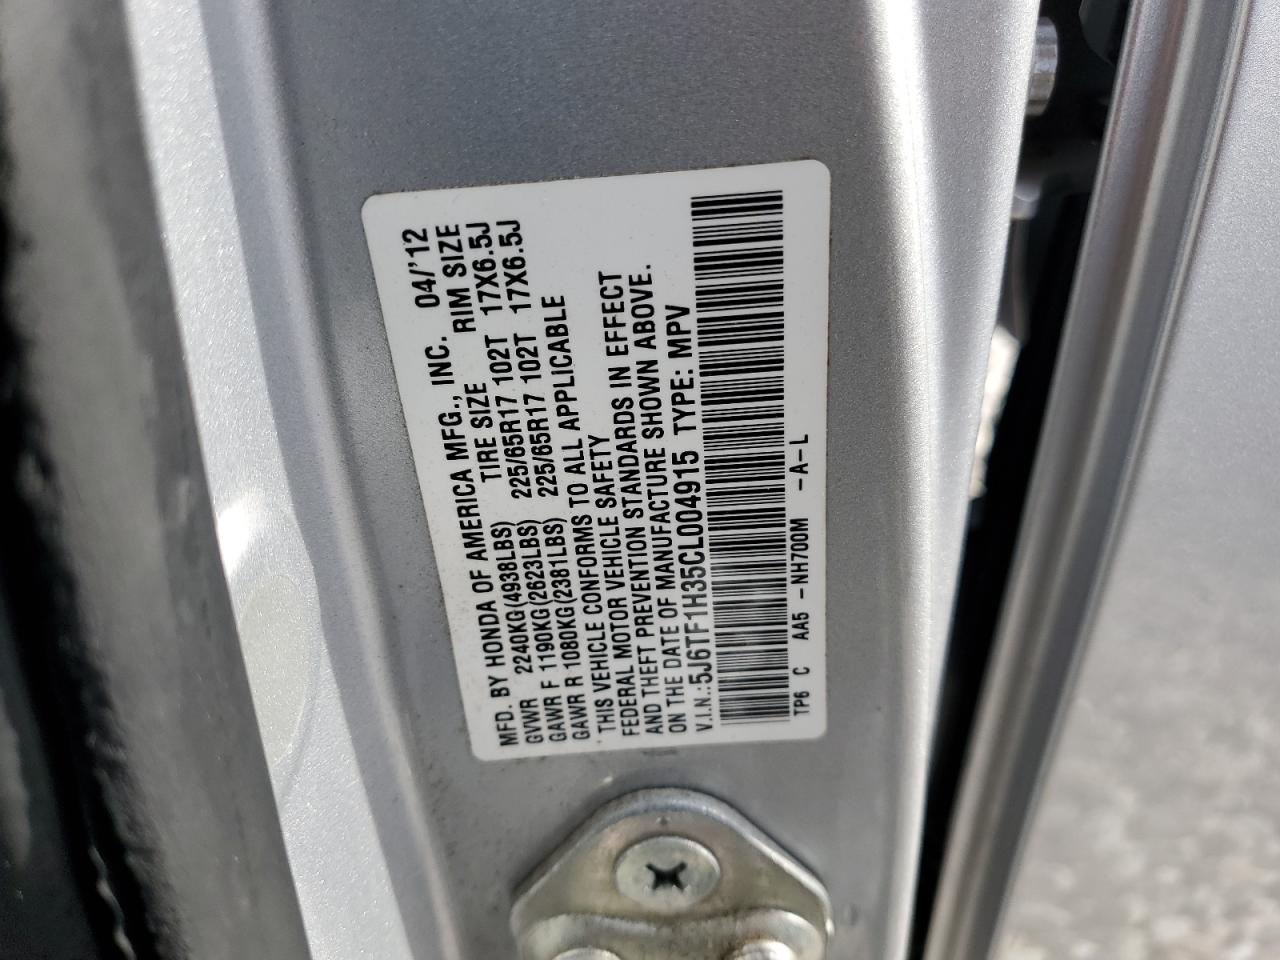 MFD. BY HONDA OF AMERICA MFG., INC. 04/'12
GVWR 2240KG(4938LBS) TIRE SIZE RIM SIZE
GAWR F 1190KG(2623LBS) 225/65R17 102T 17X6.5J
GAWR R 1080KG(2381LBS) 225/65R17 102T 17X6.5J
THIS VEHICLE CONFORMS TO ALL APPLICABLE
FEDERAL MOTOR VEHICLE SAFETY
AND THEFT PREVENTION STANDARDS IN EFFECT
ON THE DATE OF MANUFACTURE SHOWN ABOVE.
V.I.N.:5J6TF1H35CL004915 TYPE: MPV
TP6 C AA5 -NH700M -A-L